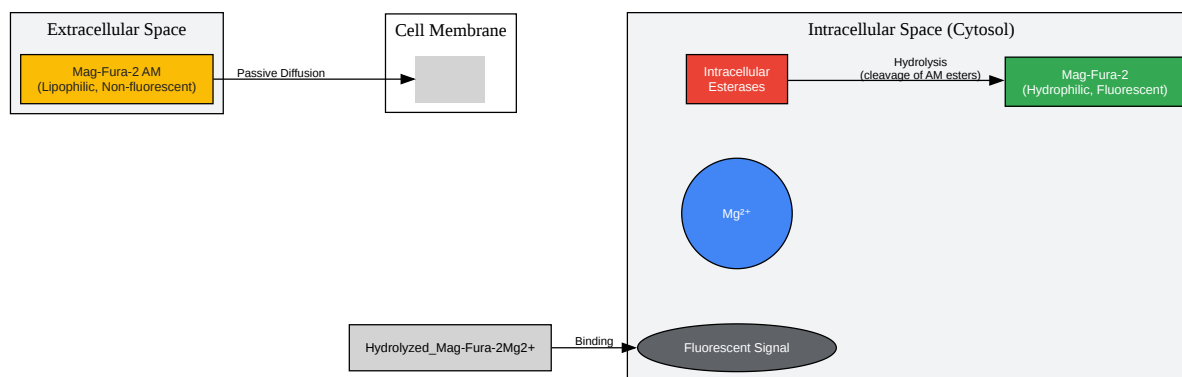 Extracellular Space
Mag-Fura-2 AM
(Lipophilic, Non-fluorescent)
Passive Diffusion
Cell Membrane
Intracellular Space (Cytosol)
Intracellular
Esterases
Hydrolysis
(cleavage of AM esters)
Mag-Fura-2
(Hydrophilic, Fluorescent)
Mg²⁺
Hydrolyzed_Mag-Fura-2Mg2+
Binding
Fluorescent Signal